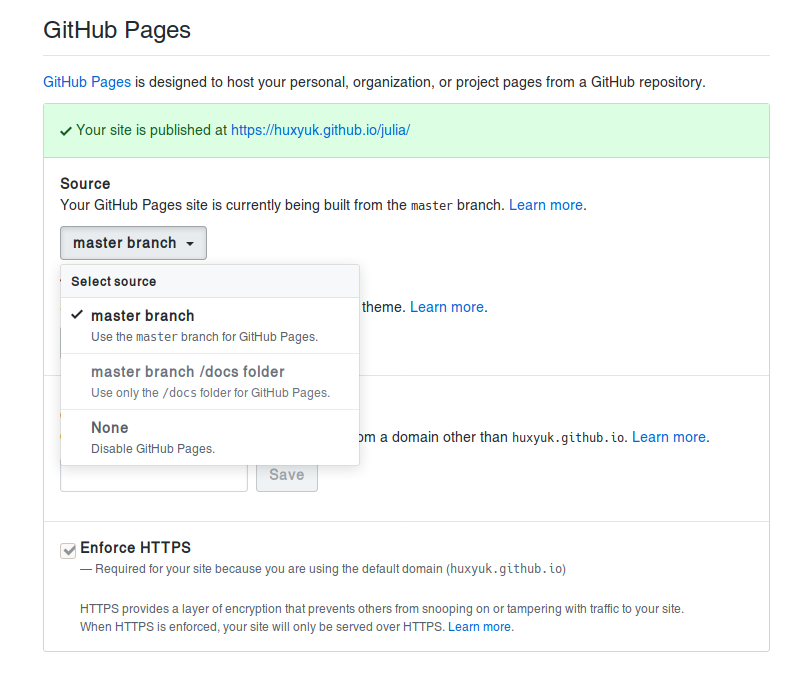 GitHub Pages
GitHub Pages is designed to host your personal, organization, or project pages from a GitHub repository.
Your site is published at https://huxyuk.github.io/julia/
Source
Your GitHub Pages site is currently being built from the master branch. Learn more.
master branch
Select source
theme. Learn more.
master branch
Use the master branch for GitHub Pages.
master branch /docs folder
Use only the /docs folder for GitHub Pages.
None
a domain other than huxyuk.github.io. Learn more.
Disable GitHub Pages.
Save
Enforce HTTPS
— Required for your site because you are using the default domain (huxyuk.github.io)
HTTPS provides a layer of encryption that prevents others from snooping on or tampering with traffic to your site.
When HTTPS is enforced, your site will only be served over HTTPS. Learn more.